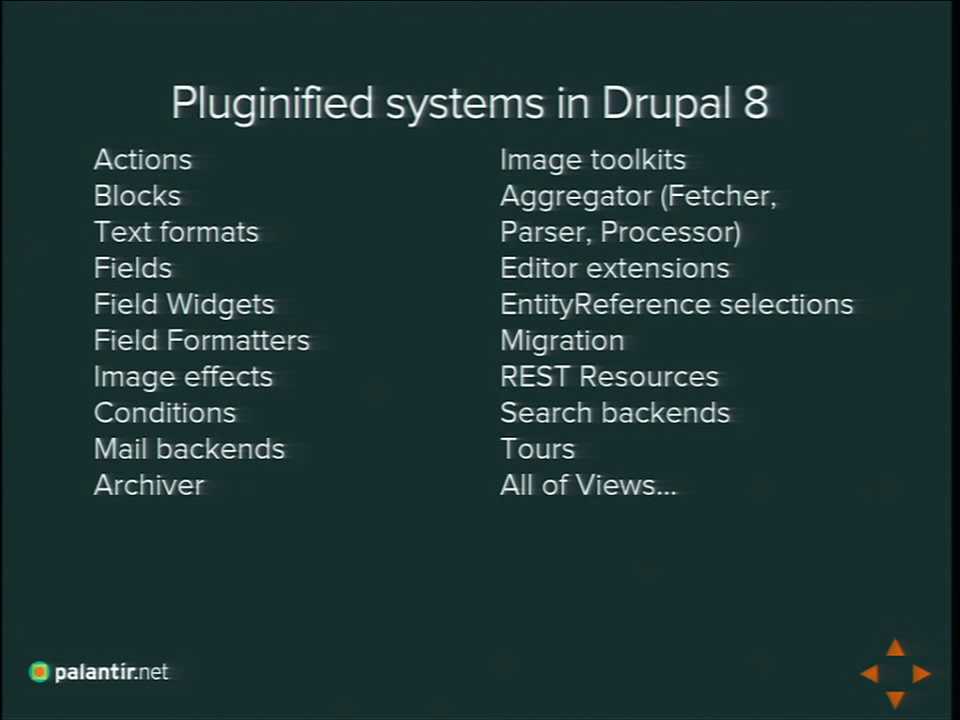 Pluginified systems in Drupal 8
Actions
Blocks
Text formats
Fields
Field Widgets
Field Formatters
Image effects
Conditions
Mail backends
Archiver
Image toolkits
Aggregator (Fetcher,
Parser, Processor)
Editor extensions
EntityReference selections
Migration
REST Resources
Search backends
Tours
All of Views...
palantir.net